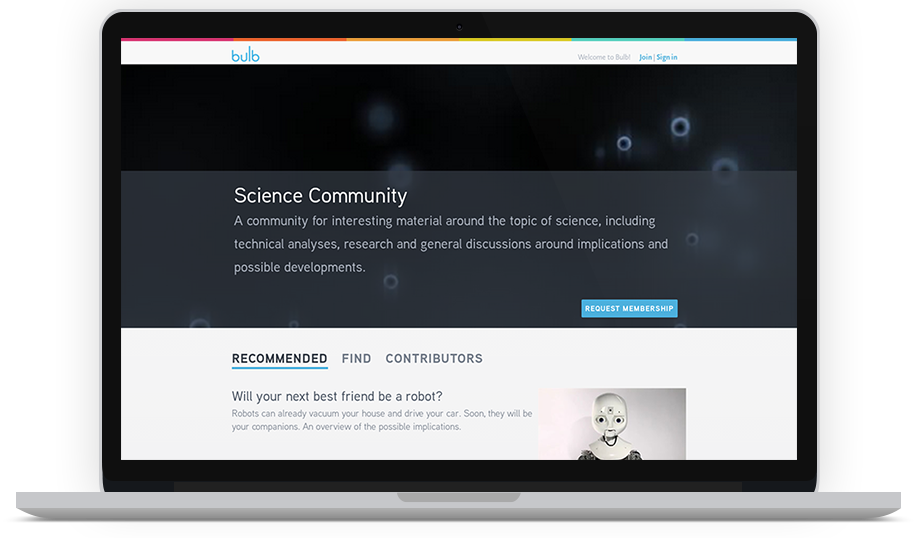 bulb
Welcome to Bulb! Join | Sign in
Science Community
A community for interesting material around the topic of science, including
technical analyses, research and general discussions around implications and
possible developments.
REQUEST MEMBERSHIP
RECOMMENDED FIND CONTRIBUTORS
Will your next best friend be a robot?
Robots can already vacuum your house and drive your car. Soon, they will be
your companions. An overview of the possible implications.